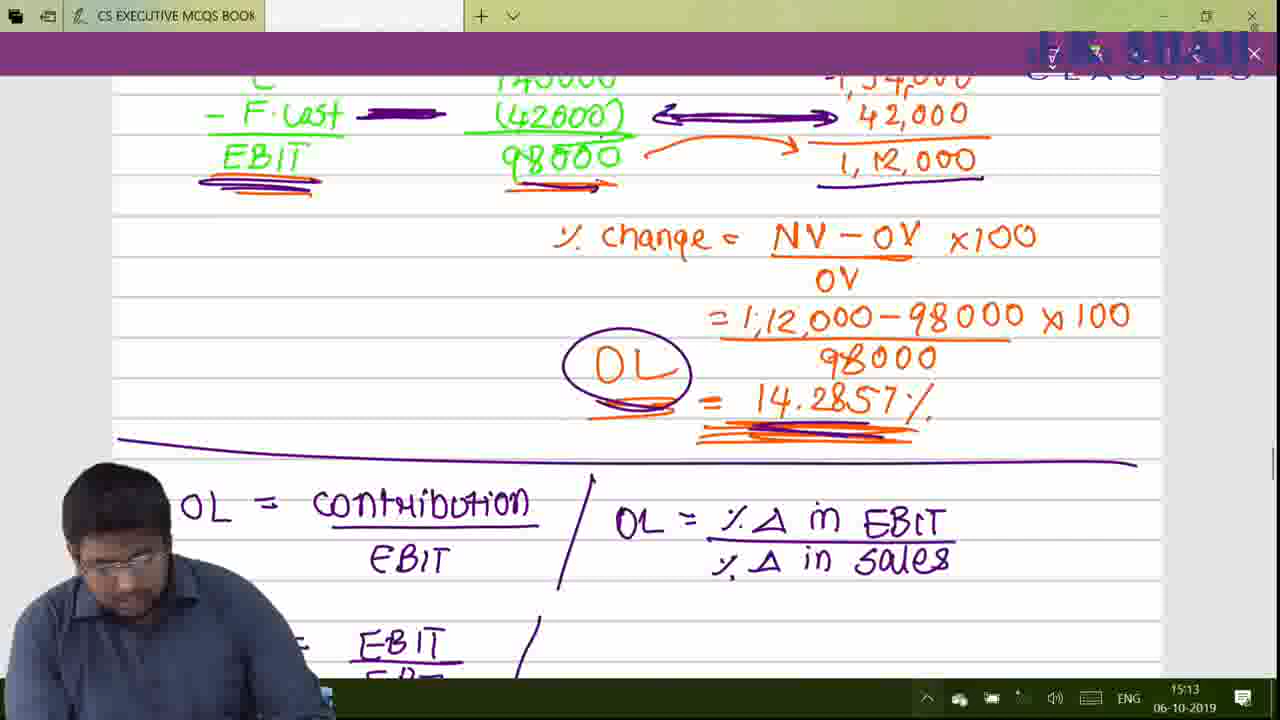 CS EXECUTIVE MCQS BOOK
CLASSES
- F. Cost (42000) 42,000
EBIT 98000 1,12,000
% change = NV - OV × 100
OV
= 1,12,000 - 98000 × 100
98000
OL = 14.2857%
OL = contribution / OL = % Δ in EBIT
EBIT % Δ in sales
= EBIT /
ENG 15:13
06-10-2019